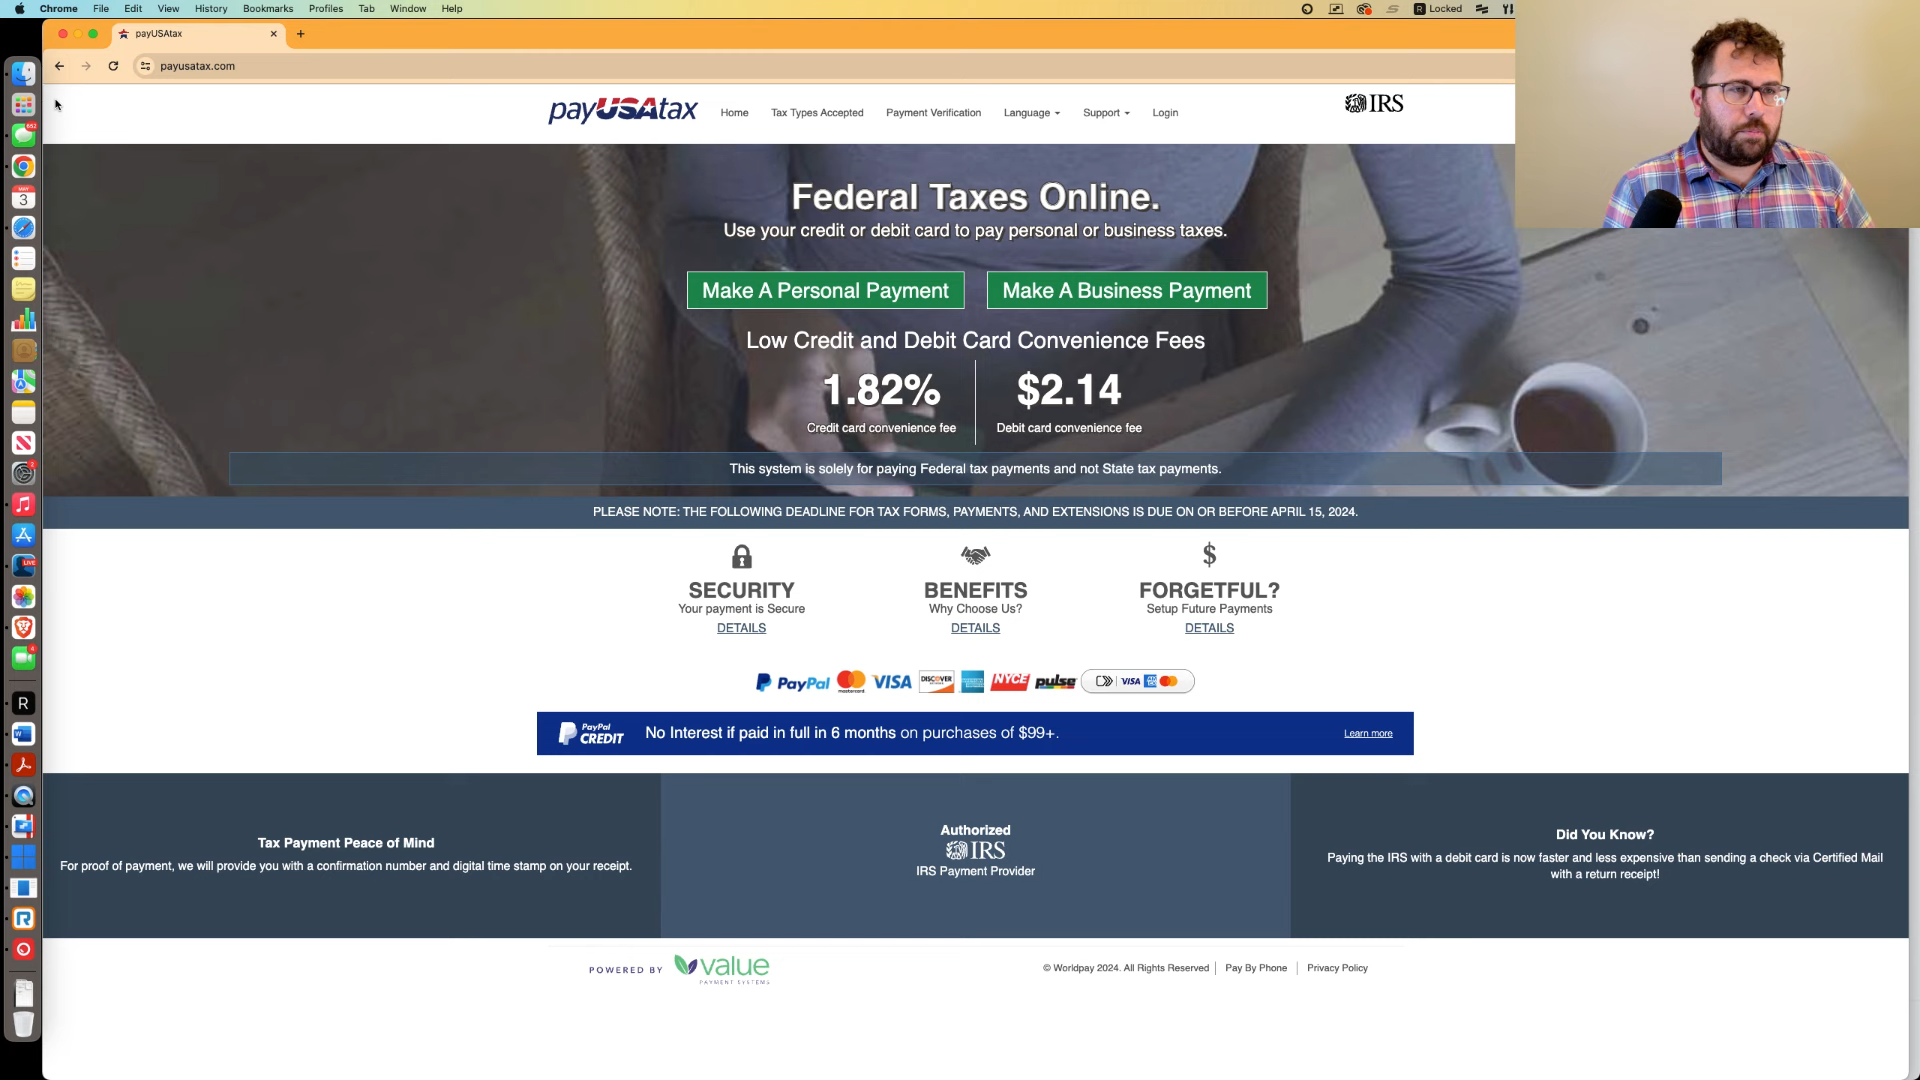 Chrome File Edit View History Bookmarks Profiles Tab Window Help
R Locked
payUSAtax
payusatax.com
payUSAtax Home Tax Types Accepted Payment Verification Language Support Login IRS
Federal Taxes Online.
Use your credit or debit card to pay personal or business taxes.
Make A Personal Payment Make A Business Payment
Low Credit and Debit Card Convenience Fees
1.82% $2.14
Credit card convenience fee Debit card convenience fee
This system is solely for paying Federal tax payments and not State tax payments.
PLEASE NOTE: THE FOLLOWING DEADLINE FOR TAX FORMS, PAYMENTS, AND EXTENSIONS IS DUE ON OR BEFORE APRIL 15, 2024.
SECURITY BENEFITS FORGETFUL?
Your payment is Secure Why Choose Us? Setup Future Payments
DETAILS DETAILS DETAILS
PayPal mastercard VISA DISCOVER NYCE pulse VISA
PayPal CREDIT No Interest if paid in full in 6 months on purchases of $99+. Learn more
Tax Payment Peace of Mind
For proof of payment, we will provide you with a confirmation number and digital time stamp on your receipt.
Authorized
IRS
IRS Payment Provider
Did You Know?
Paying the IRS with a debit card is now faster and less expensive than sending a check via Certified Mail
with a return receipt!
POWERED BY value
PAYMENT SYSTEMS
© Worldpay 2024. All Rights Reserved Pay By Phone Privacy Policy